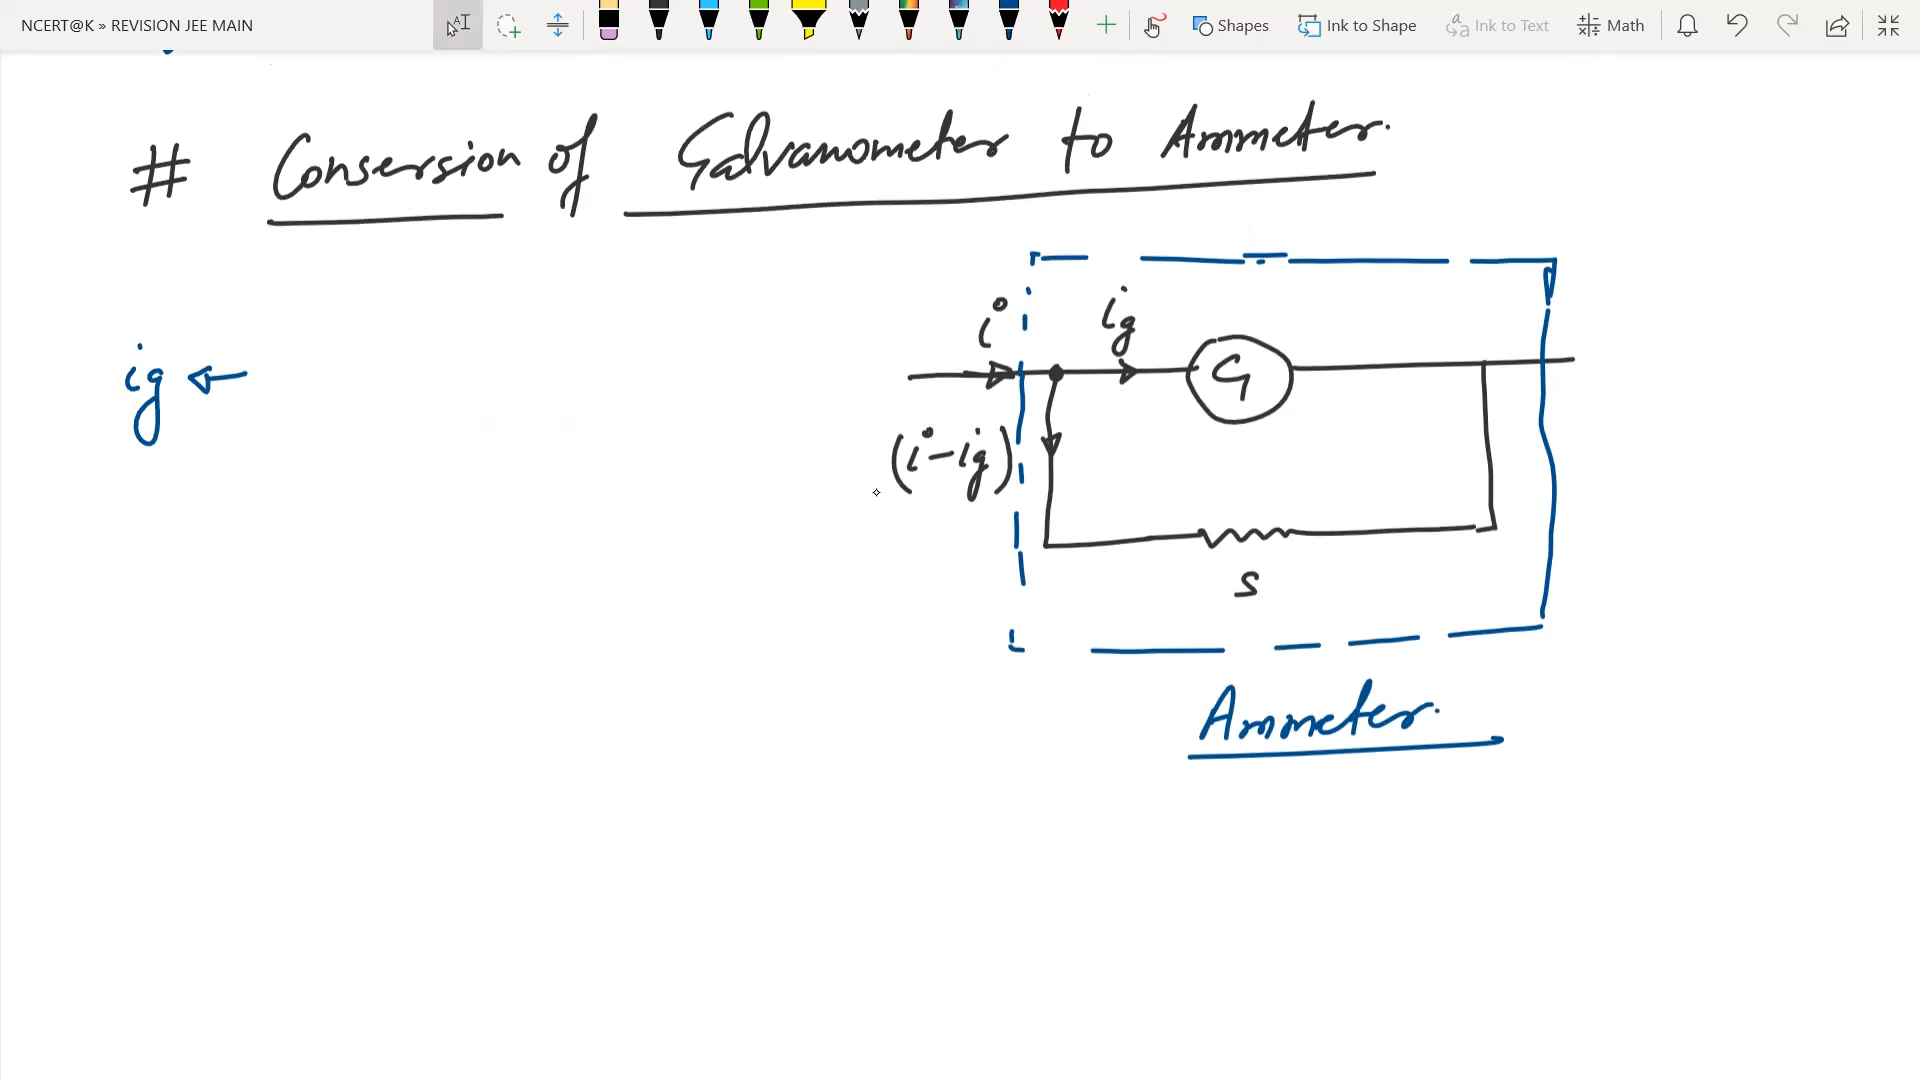 NCERT@K » REVISION JEE MAIN
Shapes
Ink to Shape
Ink to Text
Math
# Conversion of Galvanometer to Ammeter.
i
ig
ig ←
G
(i-ig)
S
Ammeter.